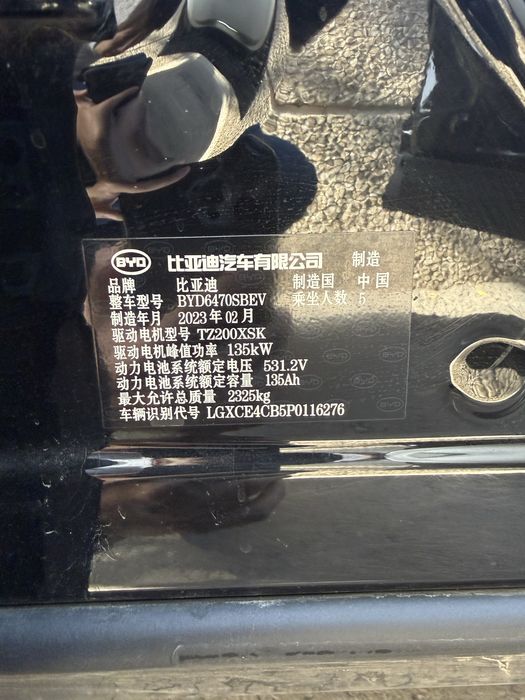 BYD 比亚迪汽车有限公司 制造
品牌 比亚迪 制造国 中国
整车型号 BYD6470SBEV 乘坐人数 5
制造年月 2023年02月
驱动电机型号 TZ200XSK
驱动电机峰值功率 135kW
动力电池系统额定电压 531.2V
动力电池系统额定容量 135Ah
最大允许总质量 2325kg
车辆识别代号 LGXCE4CB5P0116276